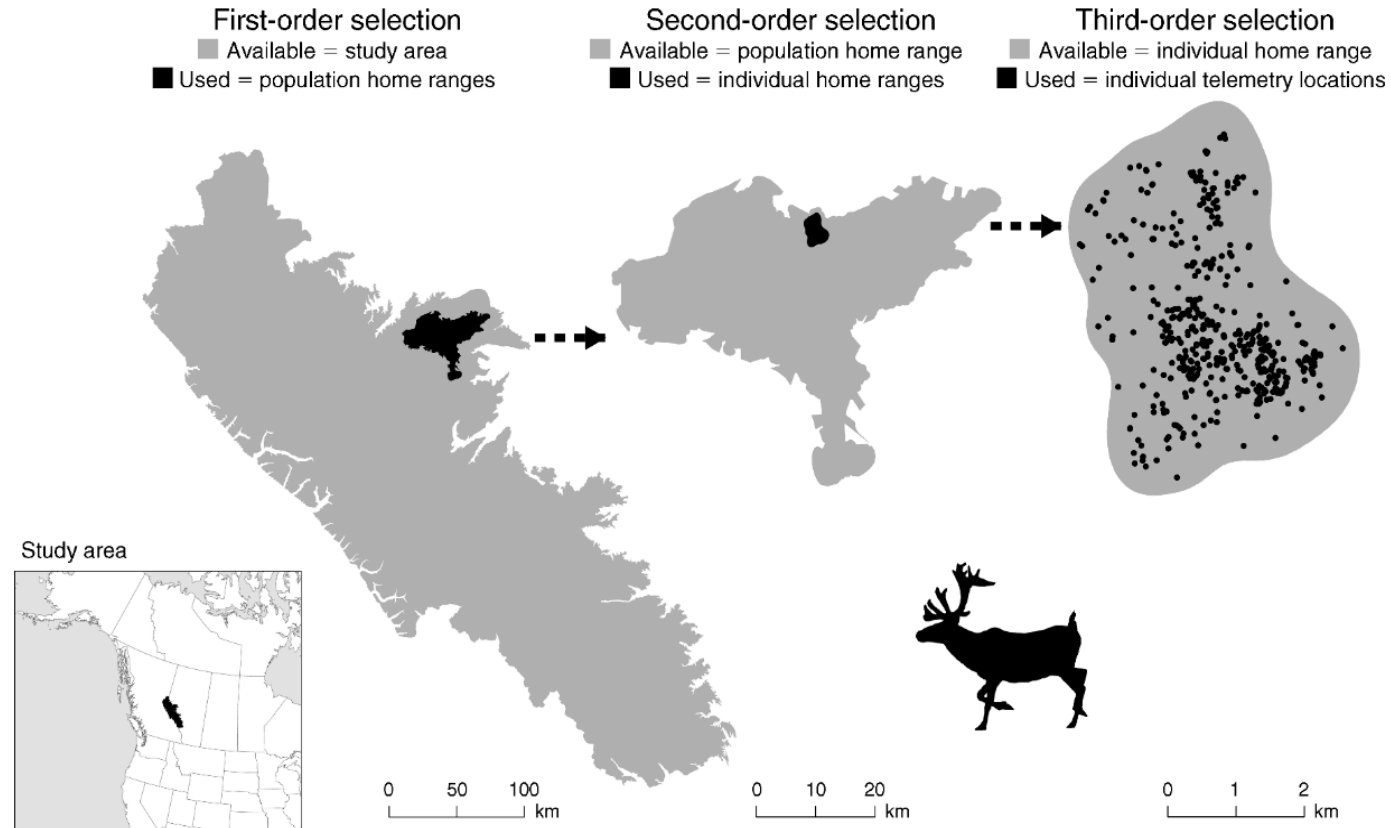 First-order selection
Available = study area
Used = population home ranges
Second-order selection
Available = population home range
Used = individual home ranges
Third-order selection
Available = individual home range
Used = individual telemetry locations
Study area
0 50 100
km
0 10 20
km
0 1 2
km